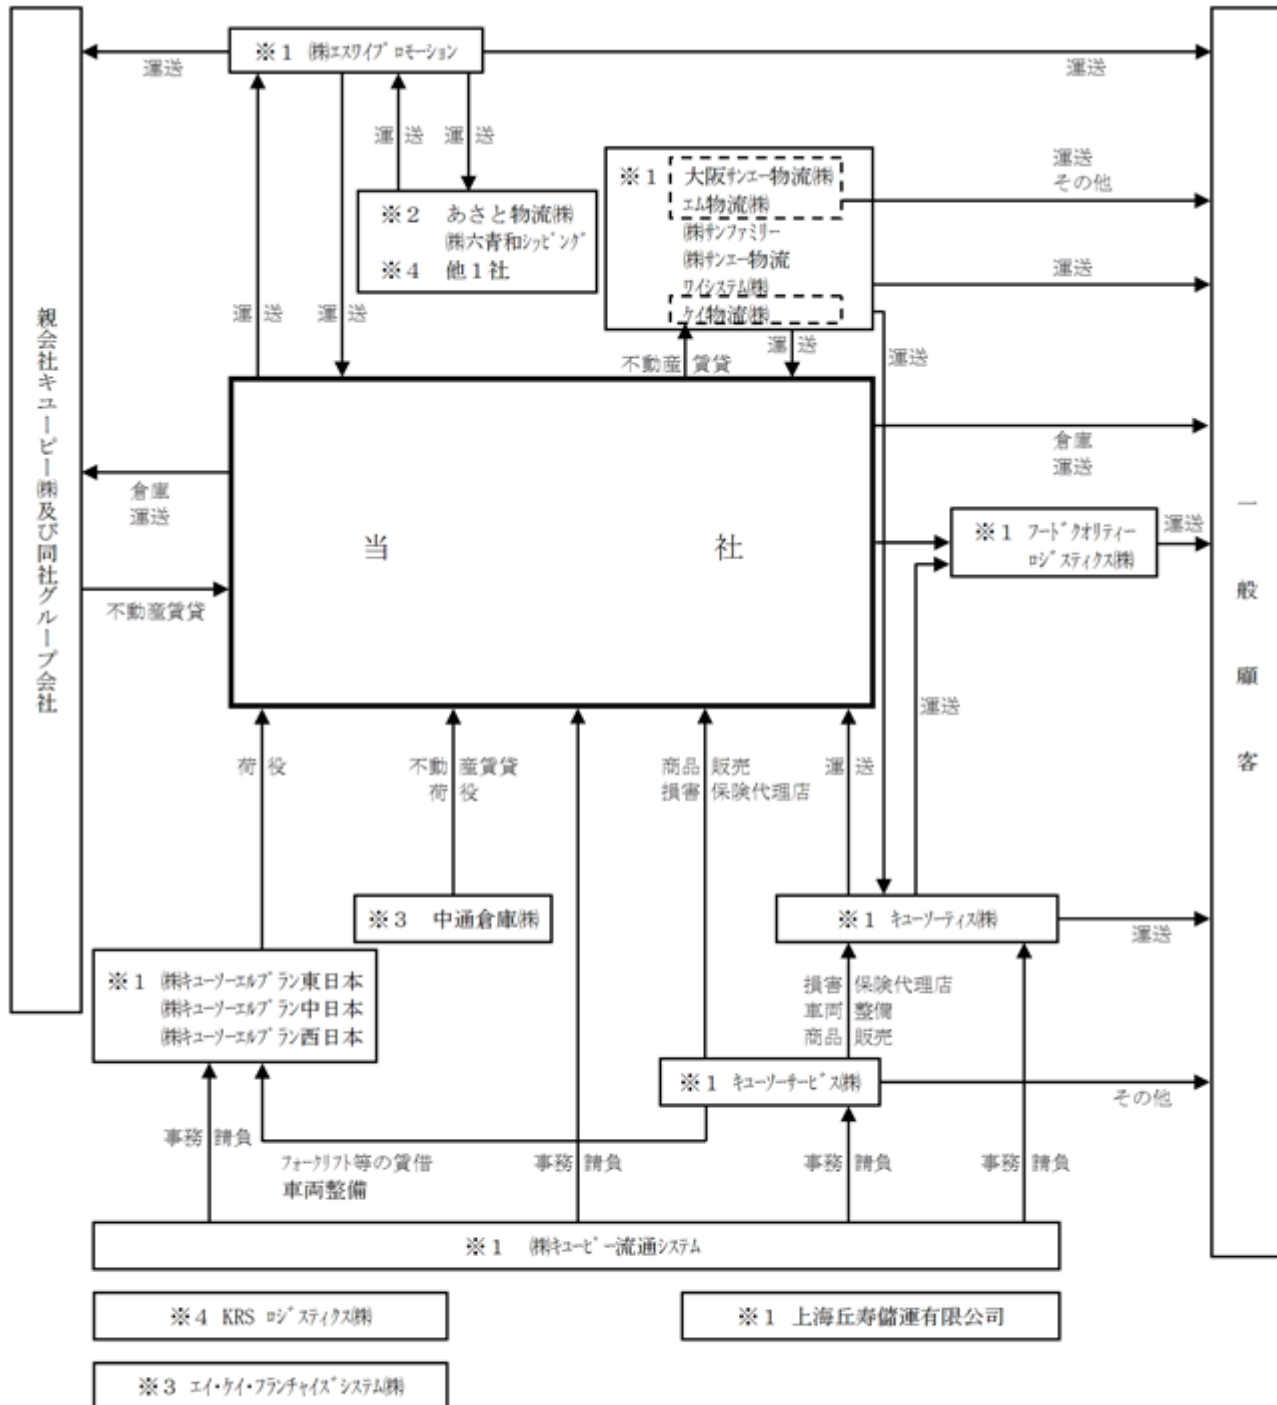 ※1 ㈱エスワイプロモーション
運送
運送
運送
運送
※2 あさと物流㈱
㈱六青和シッピング
※4 他1社
運送
運送
※1 大阪サンエー物流㈱
エム物流㈱
㈱サンファミリー
㈱サンエー物流
ワイシステム㈱
ケイ物流㈱
運送
その他
運送
運送
不動産賃貸
運送
親会社キユーピー㈱及び同社グループ会社
当社
一般顧客
倉庫
運送
不動産賃貸
倉庫
運送
※1 フードクオリティー
ロジスティクス㈱
運送
運送
荷役
不動産賃貸
荷役
商品販売
損害保険代理店
運送
※3 中通倉庫㈱
※1 キユーソーティス㈱
運送
※1 ㈱キユーソーエルプラン東日本
㈱キユーソーエルプラン中日本
㈱キユーソーエルプラン西日本
損害保険代理店
車両整備
商品販売
※1 キユーソーサービス㈱
その他
事務請負
フォークリフト等の賃借
車両整備
事務請負
事務請負
事務請負
※1 ㈱キユーピー流通システム
※4 KRS ロジスティクス㈱
※1 上海丘寿儲運有限公司
※3 エイ・ケイ・フランチャイズシステム㈱